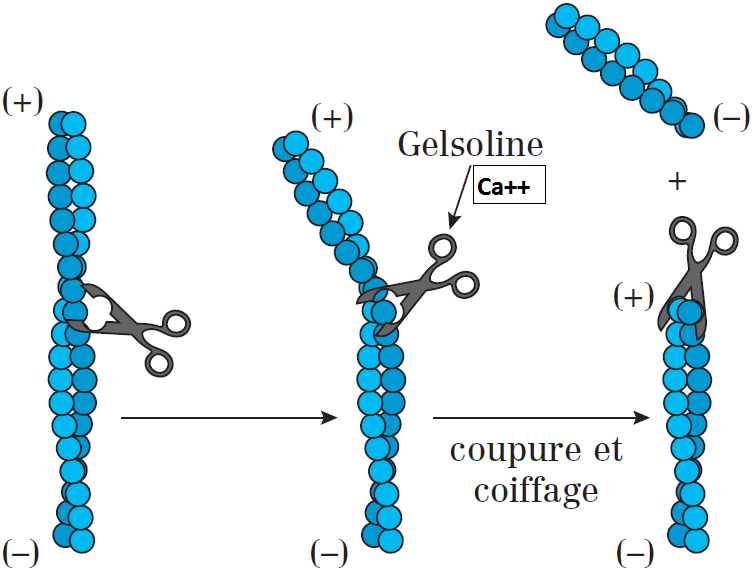 (+)
(+)
Gelsoline
Ca++
(–)
+
(+)
coupure et
coiffage
(–)
(–)
(–)